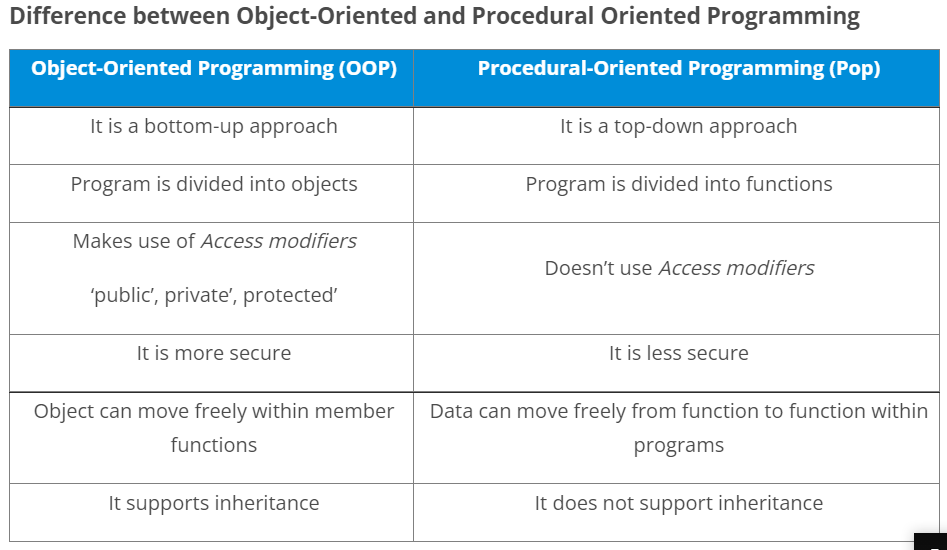 Difference between Object-Oriented and Procedural Oriented Programming
Object-Oriented Programming (OOP)
Procedural-Oriented Programming (Pop)
It is a bottom-up approach
It is a top-down approach
Program is divided into objects
Program is divided into functions
Makes use of Access modifiers
‘public’, private’, protected’
Doesn’t use Access modifiers
It is more secure
It is less secure
Object can move freely within member
functions
Data can move freely from function to function within
programs
It supports inheritance
It does not support inheritance